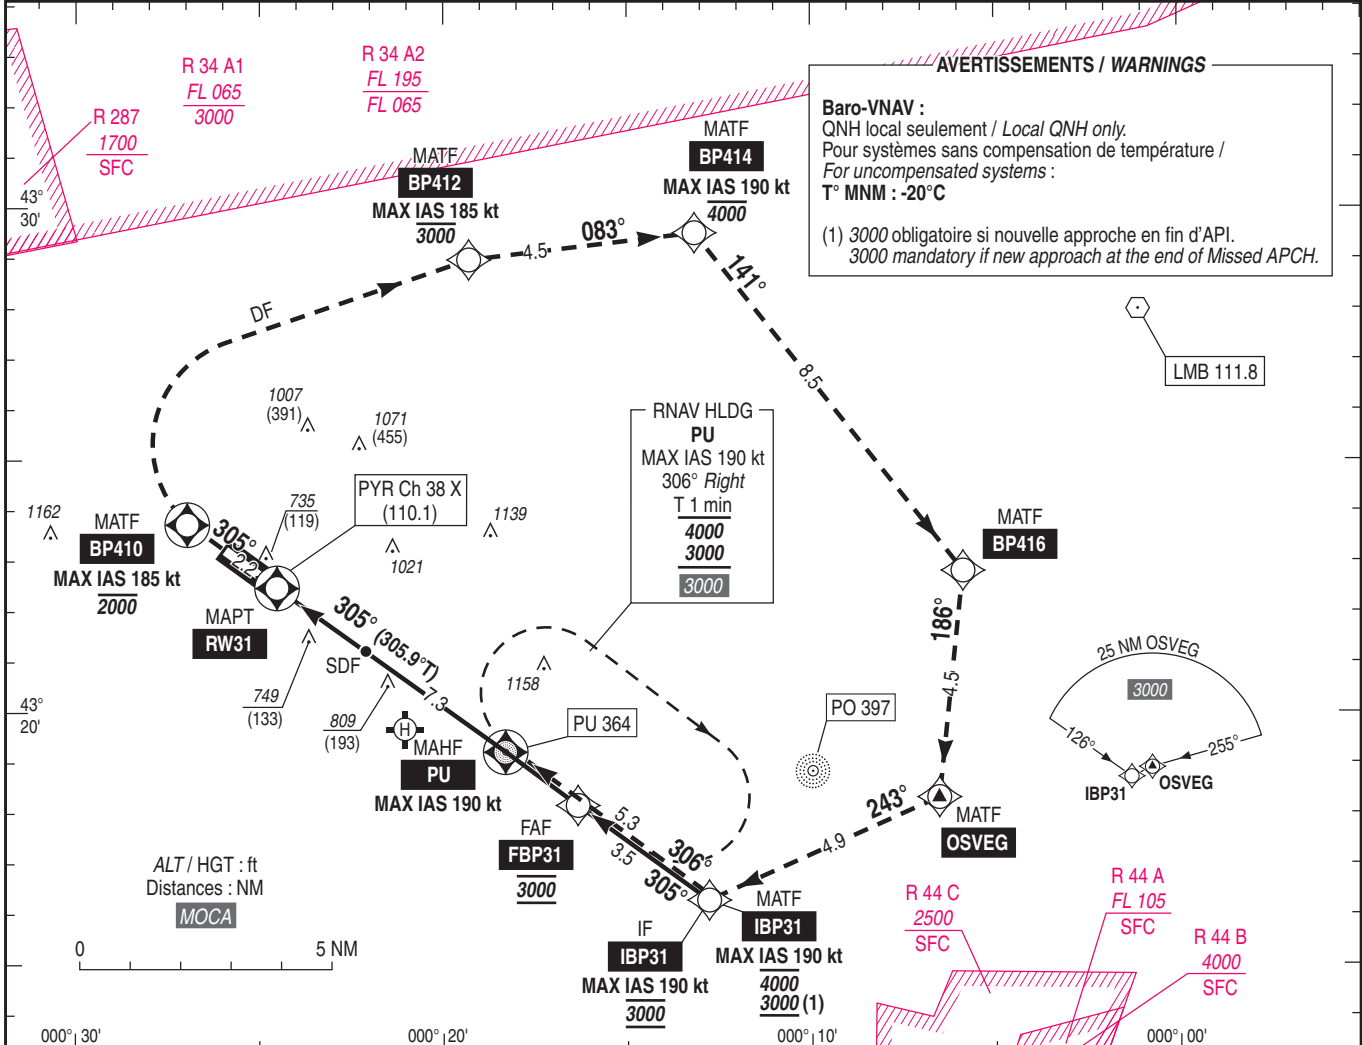 R 34 A1
FL 065
3000
R 34 A2
FL 195
FL 065
R 287
1700
SFC
43°
30'
AVERTISSEMENTS / WARNINGS
Baro-VNAV :
QNH local seulement / Local QNH only.
Pour systèmes sans compensation de température /
For uncompensated systems :
T° MNM : -20°C
(1) 3000 obligatoire si nouvelle approche en fin d'API.
3000 mandatory if new approach at the end of Missed APCH.
MATF
BP412
MAX IAS 185 kt
3000
MATF
BP414
MAX IAS 190 kt
4000
083°
4.5
DF
141°
8.5
LMB 111.8
1007
(391)
1071
(455)
RNAV HLDG
PU
MAX IAS 190 kt
306° Right
T 1 min
4000
3000
3000
1162
MATF
BP410
MAX IAS 185 kt
2000
305°
2.2
735
(119)
PYR Ch 38 X
(110.1)
1139
1021
MATF
BP416
MAPT
RW31
305° (305.9°T)
7.3
SDF
749
(133)
809
(193)
H
1158
186°
4.5
43°
20'
MAHF
PU
MAX IAS 190 kt
PU 364
PO 397
25 NM OSVEG
3000
126°
255°
IBP31
OSVEG
FAF
FBP31
3000
5.3
3.5
306°
305°
243°
4.9
MATF
OSVEG
ALT / HGT : ft
Distances : NM
MOCA
0
5 NM
IF
IBP31
MAX IAS 190 kt
3000
MATF
IBP31
MAX IAS 190 kt
4000
3000 (1)
R 44 C
2500
SFC
R 44 A
FL 105
SFC
R 44 B
4000
SFC
000° 30'
000° 20'
000° 10'
000° 00'